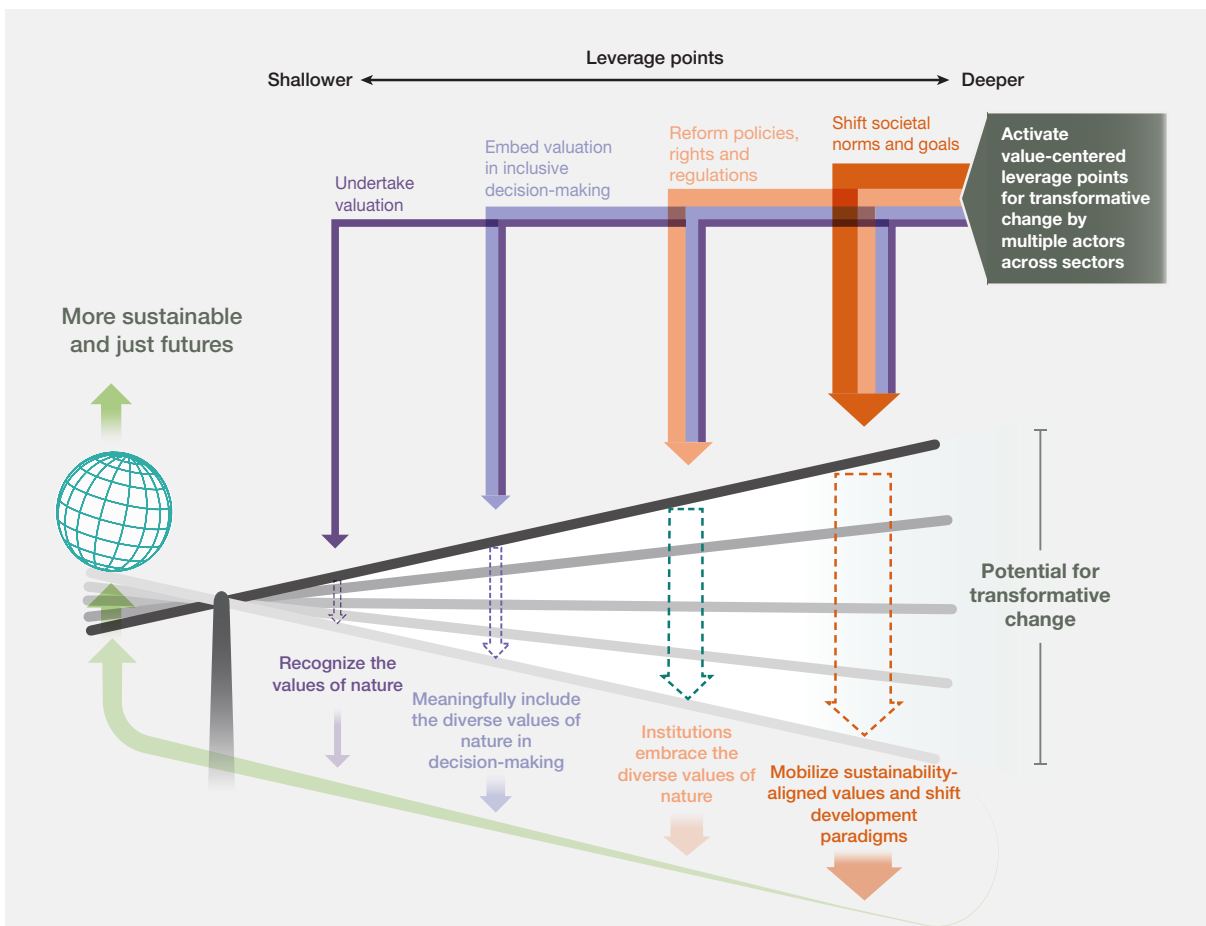 Leverage points
Shallower
Deeper
Undertake
valuation
Embed valuation
in inclusive
decision-making
Reform policies,
rights and
regulations
Shift societal
norms and goals
Activate
value-centered
leverage points
for transformative
change by
multiple actors
across sectors
More sustainable
and just futures
Potential for
transformative
change
Recognize the
values of nature
Meaningfully include
the diverse values of
nature in
decision-making
Institutions
embrace the
diverse values of
nature
Mobilize sustainability-
aligned values and shift
development
paradigms